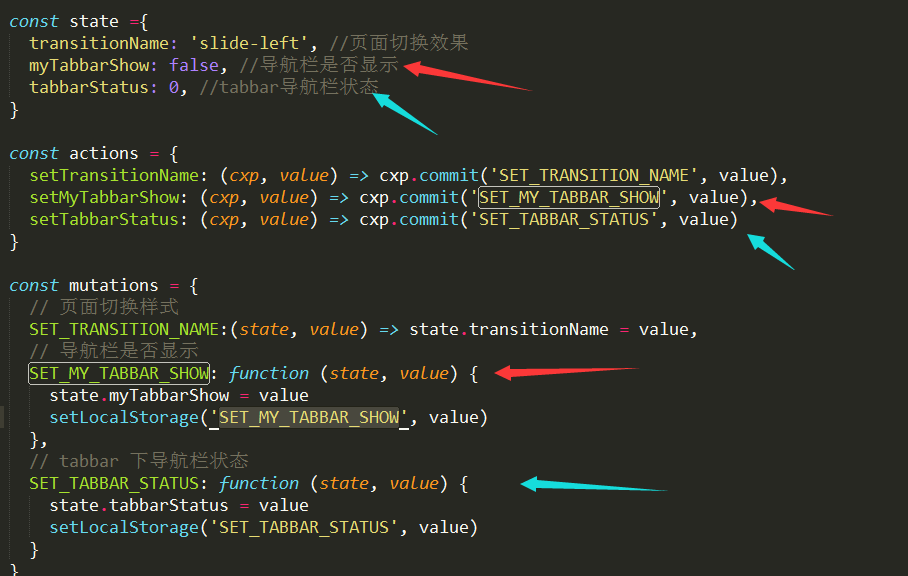 const state ={
transitionName: 'slide-left', //页面切换效果
myTabbarShow: false, //导航栏是否显示
tabbarStatus: 0, //tabbar导航栏状态
}
const actions = {
setTransitionName: (cxp, value) => cxp.commit('SET_TRANSITION_NAME', value),
setMyTabbarShow: (cxp, value) => cxp.commit('SET_MY_TABBAR_SHOW', value),
setTabbarStatus: (cxp, value) => cxp.commit('SET_TABBAR_STATUS', value)
}
const mutations = {
// 页面切换样式
SET_TRANSITION_NAME:(state, value) => state.transitionName = value,
// 导航栏是否显示
SET_MY_TABBAR_SHOW: function (state, value) {
state.myTabbarShow = value
setLocalStorage('SET_MY_TABBAR_SHOW', value)
},
// tabbar 下导航栏状态
SET_TABBAR_STATUS: function (state, value) {
state.tabbarStatus = value
setLocalStorage('SET_TABBAR_STATUS', value)
}
}